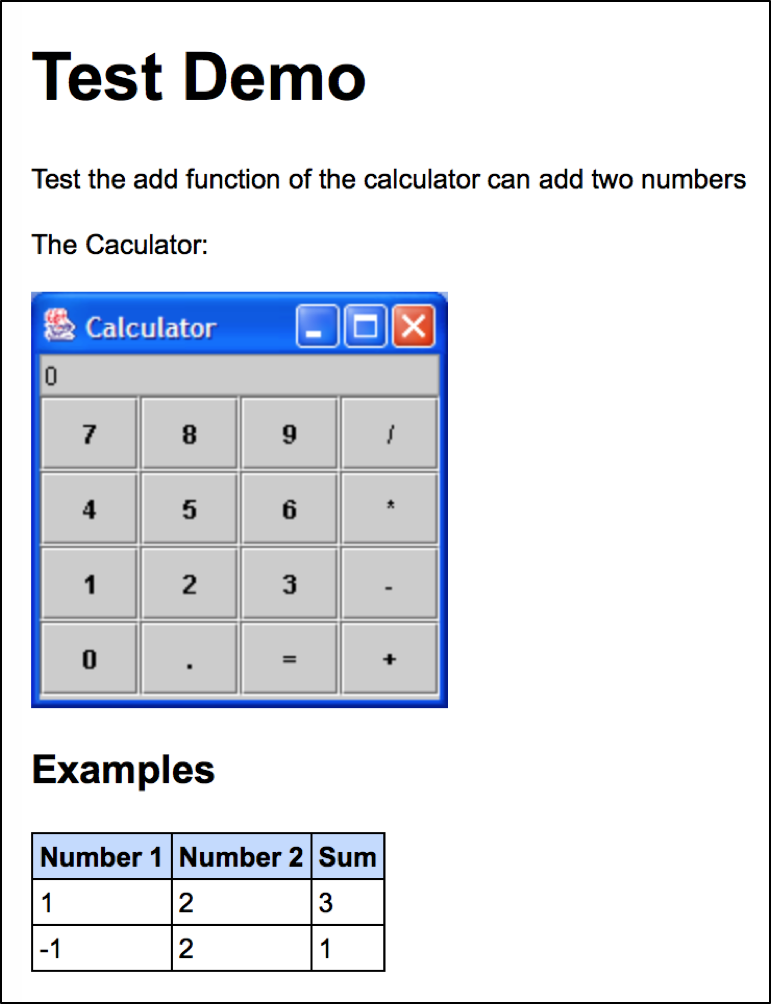 Test Demo
Test the add function of the calculator can add two numbers
The Caculator:
Calculator
0
7 8 9 /
4 5 6 *
1 2 3 -
0 . = +
Examples
Number 1 Number 2 Sum
1 2 3
-1 2 1